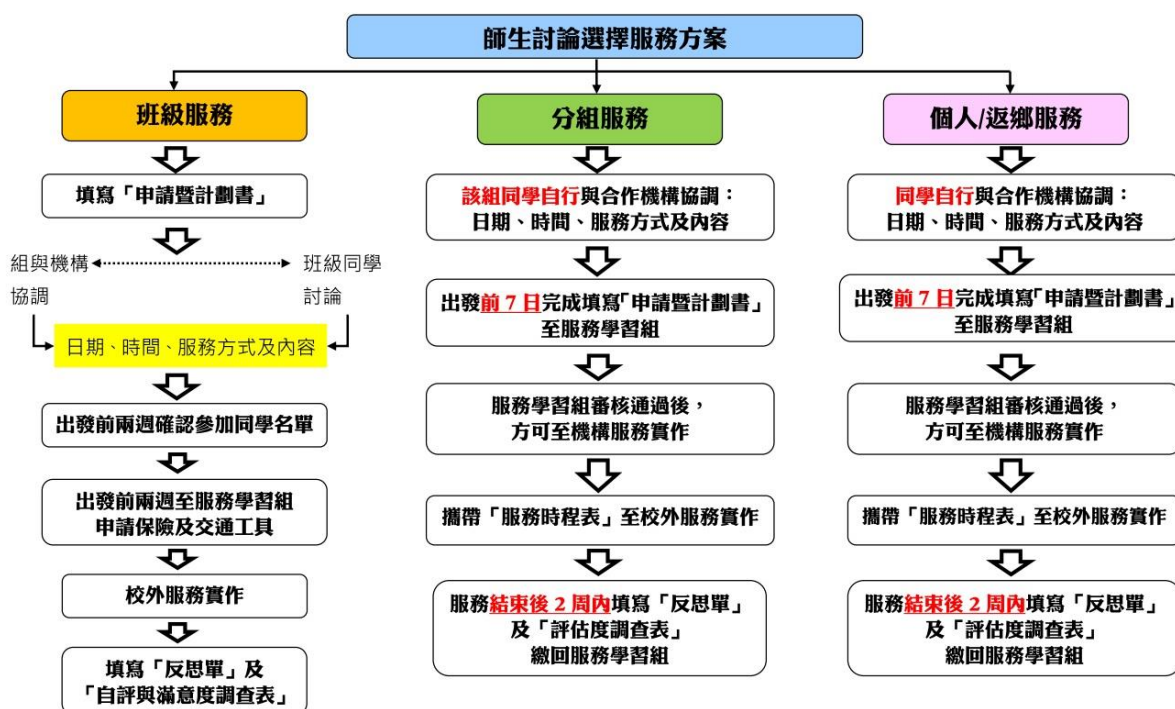 師生討論選擇服務方案
班級服務
填寫「申請暨計劃書」
組與機構
協調
班級同學
討論
日期、時間、服務方式及內容
出發前兩週確認參加同學名單
出發前兩週至服務學習組
申請保險及交通工具
校外服務實作
填寫「反思單」及
「自評與滿意度調查表」
分組服務
該組同學自行與合作機構協調：
日期、時間、服務方式及內容
出發前 7 日完成填寫「申請暨計劃書」
至服務學習組
服務學習組審核通過後，
方可至機構服務實作
攜帶「服務時程表」至校外服務實作
服務結束後 2 周內填寫「反思單」
及「評估度調查表」
繳回服務學習組
個人/返鄉服務
同學自行與合作機構協調：
日期、時間、服務方式及內容
出發前 7 日完成填寫「申請暨計劃書」
至服務學習組
服務學習組審核通過後，
方可至機構服務實作
攜帶「服務時程表」至校外服務實作
服務結束後 2 周內填寫「反思單」
及「評估度調查表」
繳回服務學習組